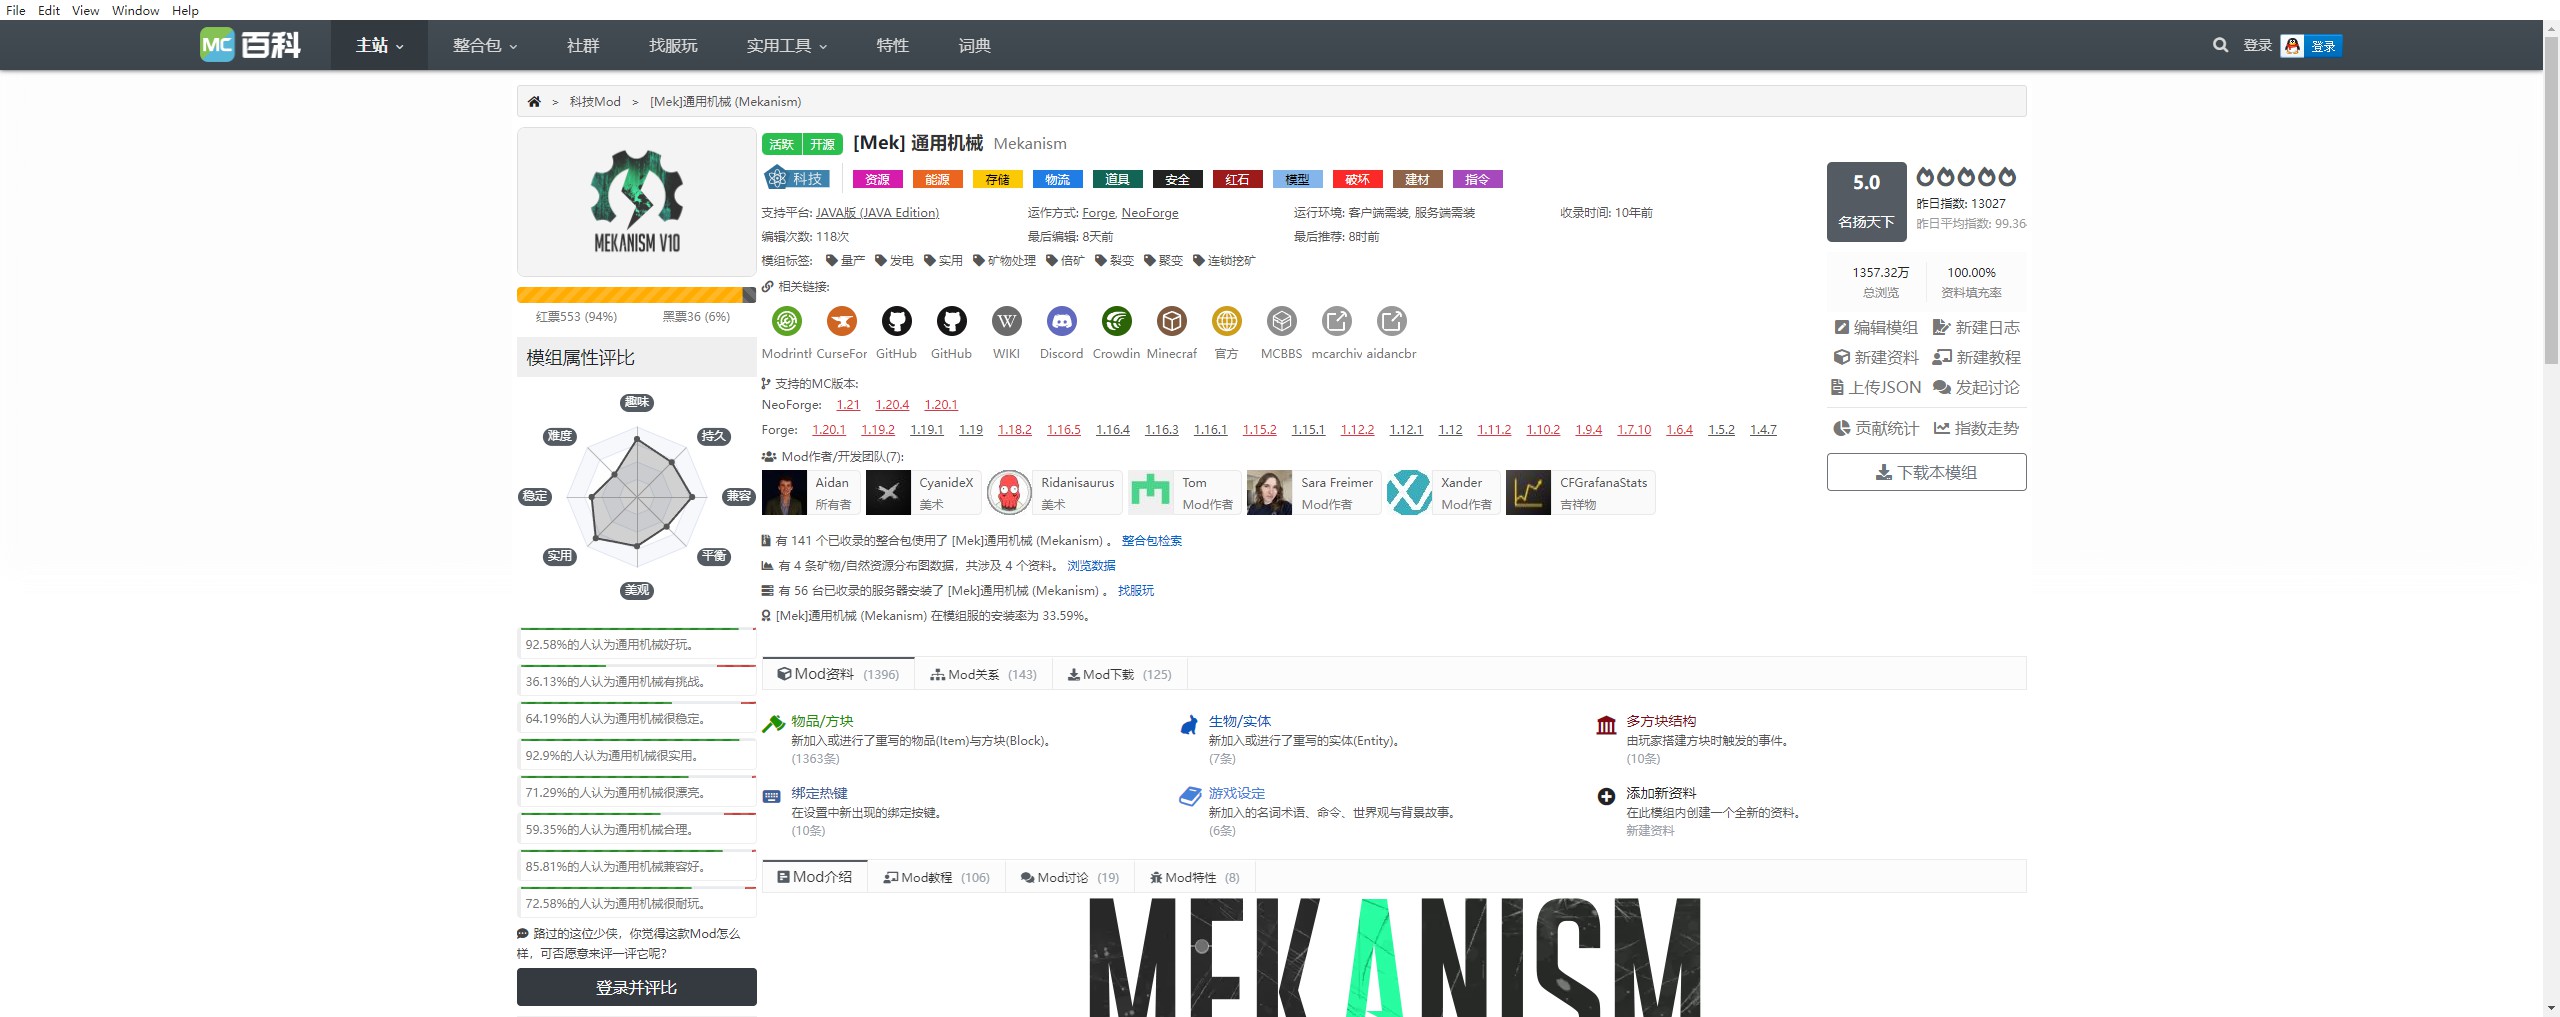 File Edit View Window Help
MC 百科 主站 整合包 社群 找服玩 实用工具 特性 词典 登录 登录
> 科技Mod > [Mek]通用机械 (Mekanism)
MEKANISM V10
红票553 (94%) 黑票36 (6%)
模组属性评比
趣味
难度 持久
稳定 兼容
实用 平衡
美观
92.58%的人认为通用机械好玩。
36.13%的人认为通用机械有挑战。
64.19%的人认为通用机械很稳定。
92.9%的人认为通用机械很实用。
71.29%的人认为通用机械很漂亮。
59.35%的人认为通用机械合理。
85.81%的人认为通用机械兼容好。
72.58%的人认为通用机械很耐玩。
路过的这位少侠，你觉得这款Mod怎么
样，可否愿意来评一评它呢？
登录并评比
活跃 开源 [Mek] 通用机械 Mekanism
科技 资源 能源 存储 物流 道具 安全 红石 模型 破坏 建材 指令
支持平台: JAVA版 (JAVA Edition) 运作方式: Forge, NeoForge 运行环境: 客户端需装, 服务端需装 收录时间: 10年前
编辑次数: 118次 最后编辑: 8天前 最后推荐: 8时前
模组标签: 量产 发电 实用 矿物处理 倍矿 裂变 聚变 连锁挖矿
相关链接:
Modrinth CurseFor GitHub GitHub WIKI Discord Crowdin Minecraf 官方 MCBBS mcarchiv aidancbr
支持的MC版本:
NeoForge: 1.21 1.20.4 1.20.1
Forge: 1.20.1 1.19.2 1.19.1 1.19 1.18.2 1.16.5 1.16.4 1.16.3 1.16.1 1.15.2 1.15.1 1.12.2 1.12.1 1.12 1.11.2 1.10.2 1.9.4 1.7.10 1.6.4 1.5.2 1.4.7
Mod作者/开发团队(7):
Aidan CyanideX Ridanisaurus Tom Sara Freimer Xander CFGrafanaStats
所有者 美术 美术 Mod作者 Mod作者 Mod作者 吉祥物
有 141 个已收录的整合包使用了 [Mek]通用机械 (Mekanism) 。 整合包检索
有 4 条矿物/自然资源分布图数据，共涉及 4 个资料。 浏览数据
有 56 台已收录的服务器安装了 [Mek]通用机械 (Mekanism) 。 找服玩
[Mek]通用机械 (Mekanism) 在模组服的安装率为 33.59%。
5.0
名扬天下
昨日指数: 13027
昨日平均指数: 99.36
1357.32万 100.00%
总浏览 资料填充率
编辑模组 新建日志
新建资料 新建教程
上传JSON 发起讨论
贡献统计 指数走势
下载本模组
Mod资料 (1396) Mod关系 (143) Mod下载 (125)
物品/方块
新加入或进行了重写的物品(Item)与方块(Block)。
(1363条)
生物/实体
新加入或进行了重写的实体(Entity)。
(7条)
多方块结构
由玩家搭建方块时触发的事件。
(10条)
绑定热键
在设置中新出现的绑定按键。
(10条)
游戏设定
新加入的名词术语、命令、世界观与背景故事。
(6条)
添加新资料
在此模组内创建一个全新的资料。
新建资料
Mod介绍 Mod教程 (106) Mod讨论 (19) Mod特性 (8)
MEKANISM